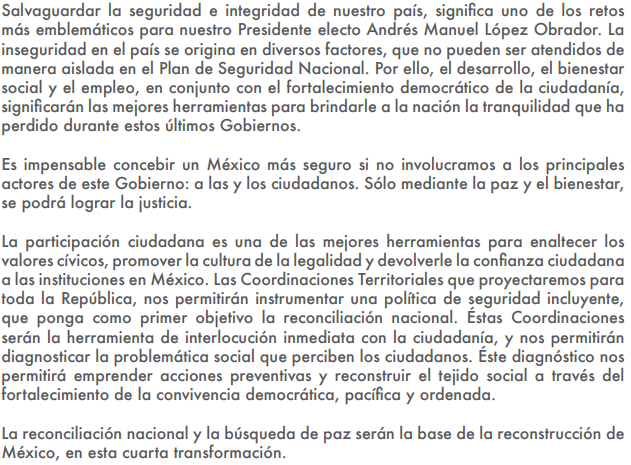 Salvaguardar la seguridad e integridad de nuestro país, significa uno de los retos
más emblemáticos para nuestro Presidente electo Andrés Manuel López Obrador. La
inseguridad en el país se origina en diversos factores, que no pueden ser atendidos de
manera aislada en el Plan de Seguridad Nacional. Por ello, el desarrollo, el bienestar
social y el empleo, en conjunto con el fortalecimiento democrático de la ciudadanía,
significarán las mejores herramientas para brindarle a la nación la tranquilidad que ha
perdido durante estos últimos Gobiernos.
Es impensable concebir un México más seguro si no involucramos a los principales
actores de este Gobierno: a las y los ciudadanos. Sólo mediante la paz y el bienestar,
se podrá lograr la justicia.
La participación ciudadana es una de las mejores herramientas para enaltecer los
valores cívicos, promover la cultura de la legalidad y devolverle la confianza ciudadana
a las instituciones en México. Las Coordinaciones Territoriales que proyectaremos para
toda la República, nos permitirán instrumentar una política de seguridad incluyente,
que ponga como primer objetivo la reconciliación nacional. Éstas Coordinaciones
serán la herramienta de interlocución inmediata con la ciudadanía, y nos permitirán
diagnosticar la problemática social que perciben los ciudadanos. Éste diagnóstico nos
permitirá emprender acciones preventivas y reconstruir el tejido social a través del
fortalecimiento de la convivencia democrática, pacífica y ordenada.
La reconciliación nacional y la búsqueda de paz serán la base de la reconstrucción de
México, en esta cuarta transformación.